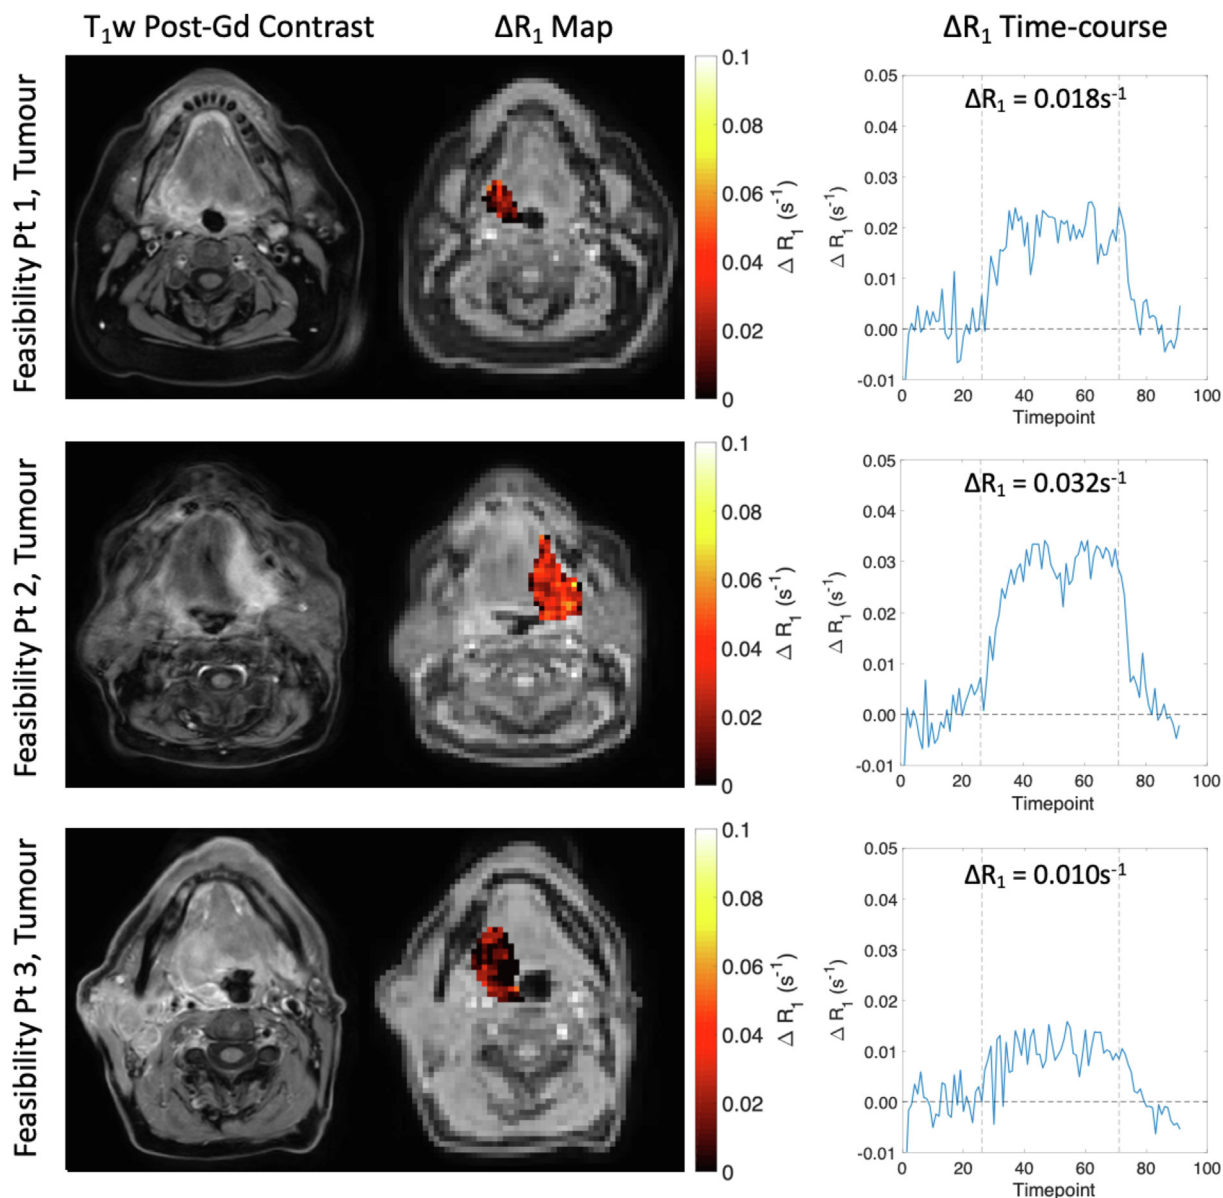 T1w Post-Gd Contrast
ΔR1 Map
ΔR1 Time-course
Feasibility Pt 1, Tumour
0.1
0.08
0.06
0.04
0.02
0
Δ R1 (s-1)
ΔR1 = 0.018s-1
0.05
0.04
0.03
0.02
0.01
0.00
-0.01
Δ R1 (s-1)
0 20 40 60 80 100
Timepoint
Feasibility Pt 2, Tumour
0.1
0.08
0.06
0.04
0.02
0
Δ R1 (s-1)
ΔR1 = 0.032s-1
0.05
0.04
0.03
0.02
0.01
0.00
-0.01
Δ R1 (s-1)
0 20 40 60 80 100
Timepoint
Feasibility Pt 3, Tumour
0.1
0.08
0.06
0.04
0.02
0
Δ R1 (s-1)
ΔR1 = 0.010s-1
0.05
0.04
0.03
0.02
0.01
0.00
-0.01
Δ R1 (s-1)
0 20 40 60 80 100
Timepoint